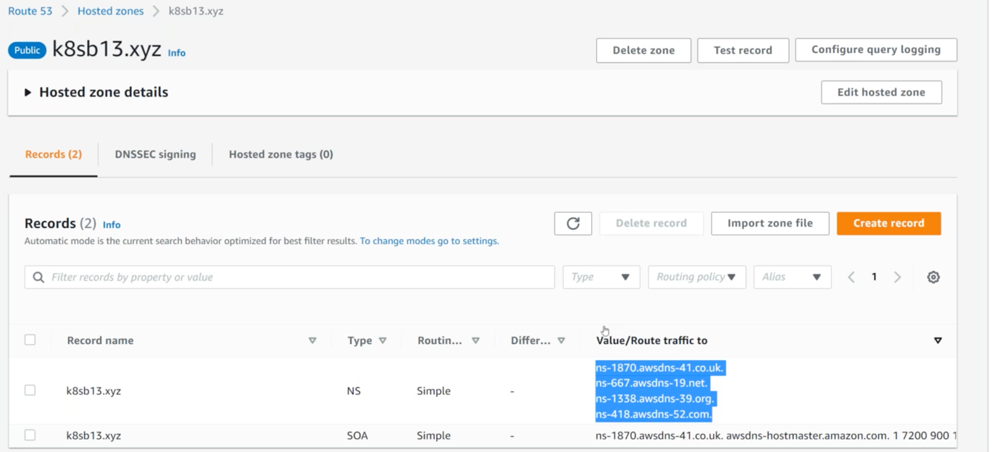 Route 53 > Hosted zones > k8sb13.xyz
Public k8sb13.xyz Info
Delete zone Test record Configure query logging
Hosted zone details Edit hosted zone
Records (2) DNSSEC signing Hosted zone tags (0)
Records (2) Info
Delete record Import zone file Create record
Automatic mode is the current search behavior optimized for best filter results. To change modes go to settings.
Filter records by property or value Type Routing policy Alias 1
Record name Type Routin... Differ... Value/Route traffic to
k8sb13.xyz NS Simple -
ns-1870.awsdns-41.co.uk.
ns-667.awsdns-19.net.
ns-1338.awsdns-39.org.
ns-418.awsdns-52.com.
k8sb13.xyz SOA Simple - ns-1870.awsdns-41.co.uk. awsdns-hostmaster.amazon.com. 1 7200 900 1